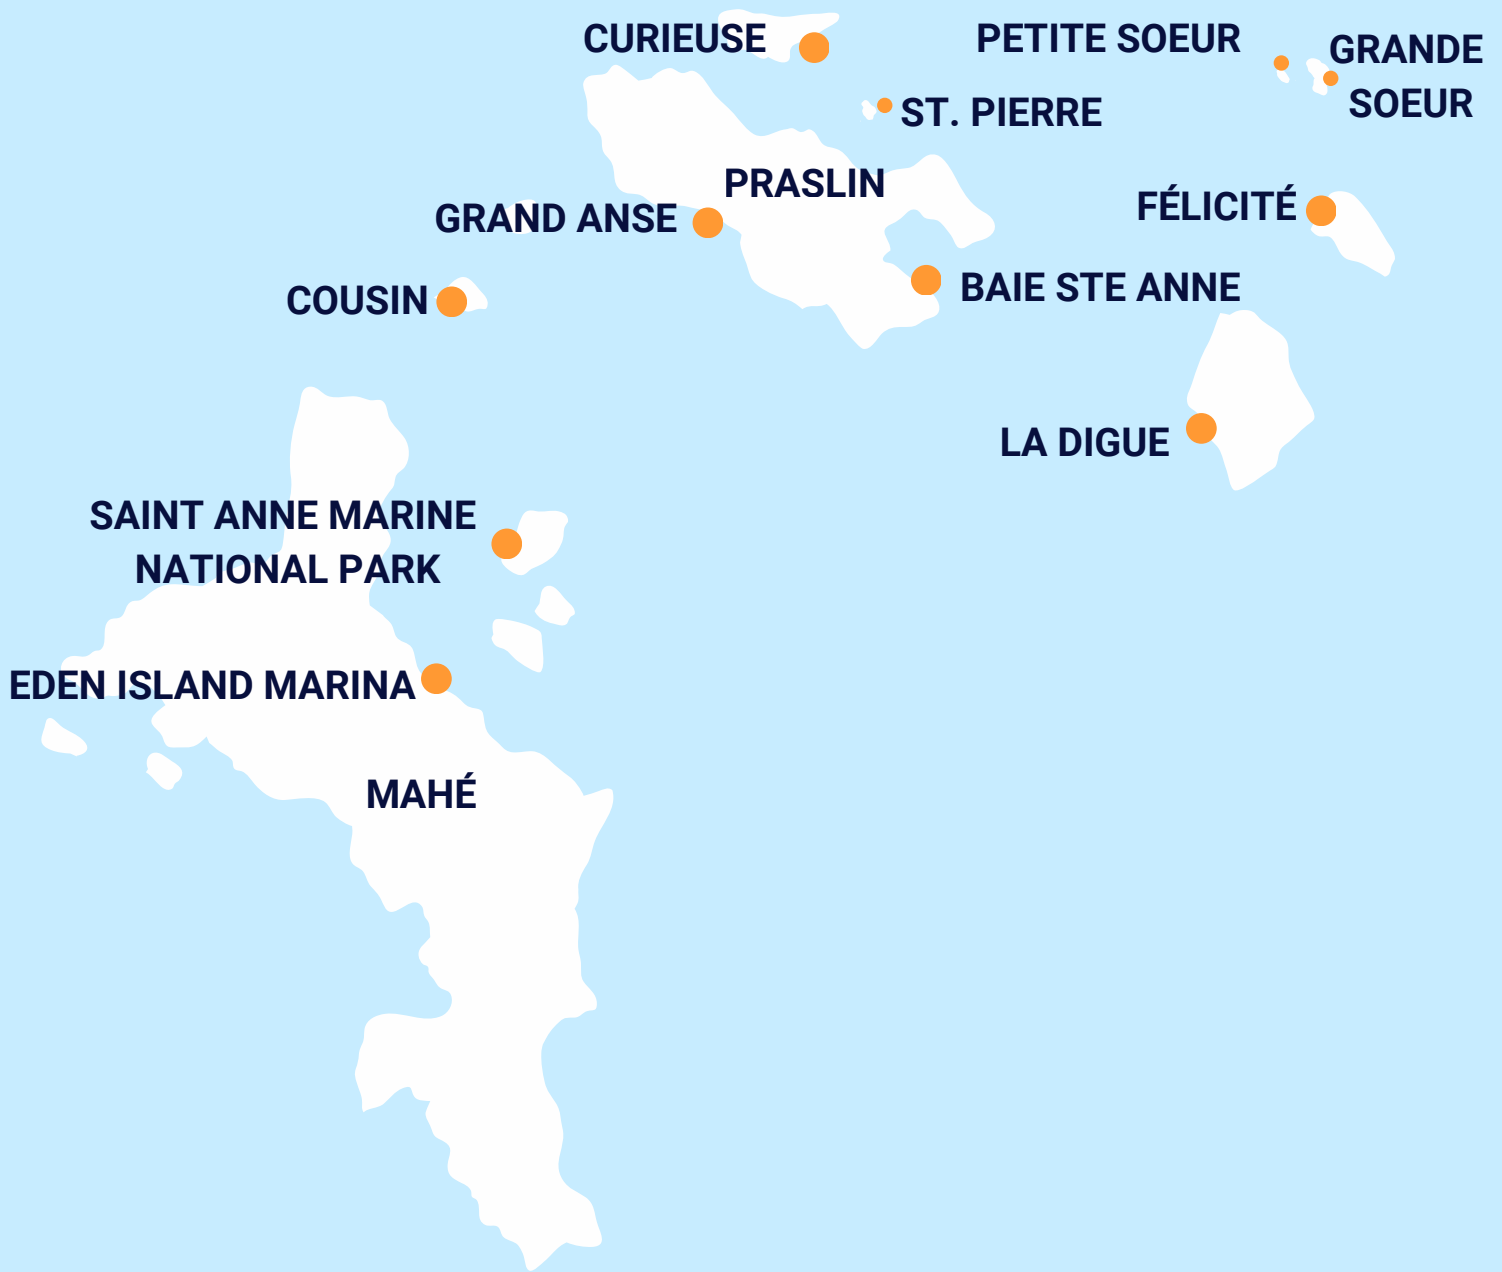 CURIEUSE
PETITE SOEUR
GRANDE
SOEUR
ST. PIERRE
PRASLIN
GRAND ANSE
FÉLICITÉ
COUSIN
BAIE STE ANNE
LA DIGUE
SAINT ANNE MARINE
NATIONAL PARK
EDEN ISLAND MARINA
MAHÉ